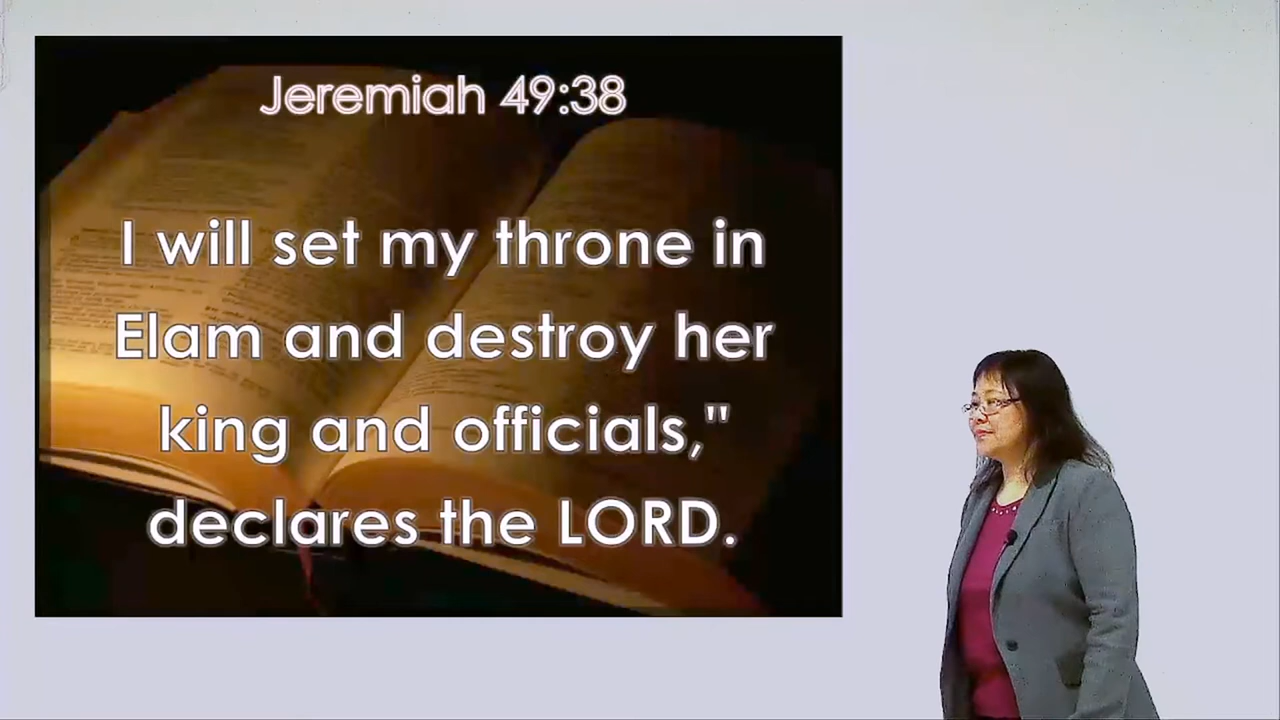 Jeremiah 49:38
I will set my throne in
Elam and destroy her
king and officials,"
declares the LORD.